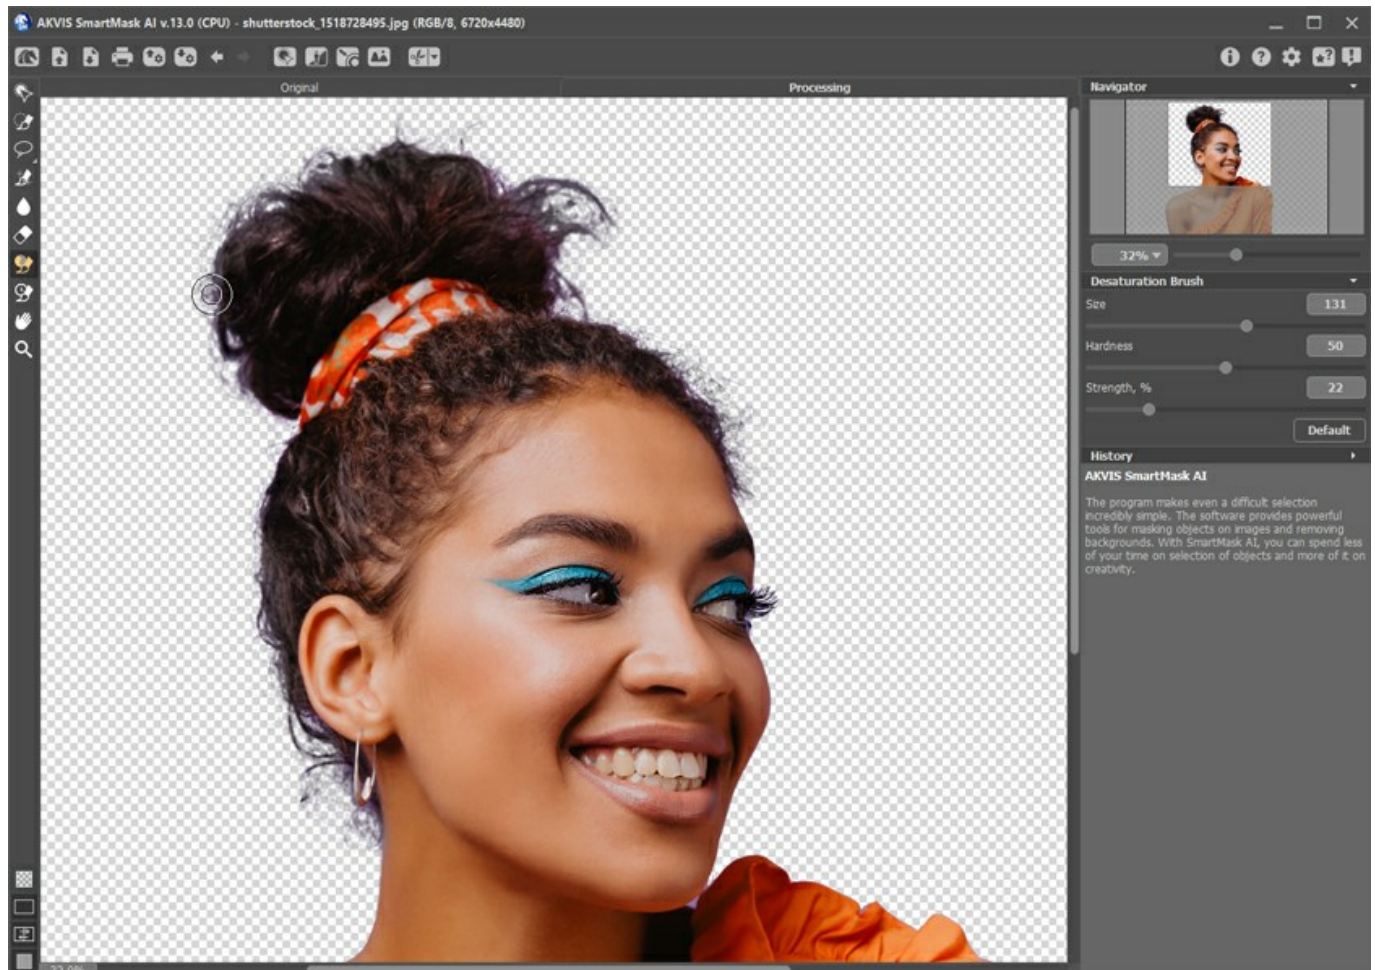 AKVIS SmartMask AI v.13.0 (CPU) - shutterstock_1518728495.jpg (RGB/8, 6720x4480)
Original
Processing
Navigator
32%
Desaturation Brush
Size
131
Hardness
50
Strength, %
22
Default
History
AKVIS SmartMask AI
The program makes even a difficult selection
incredibly simple. The software provides powerful
tools for masking objects on images and removing
backgrounds. With SmartMask AI, you can spend less
of your time on selection of objects and more of it on
creativity.